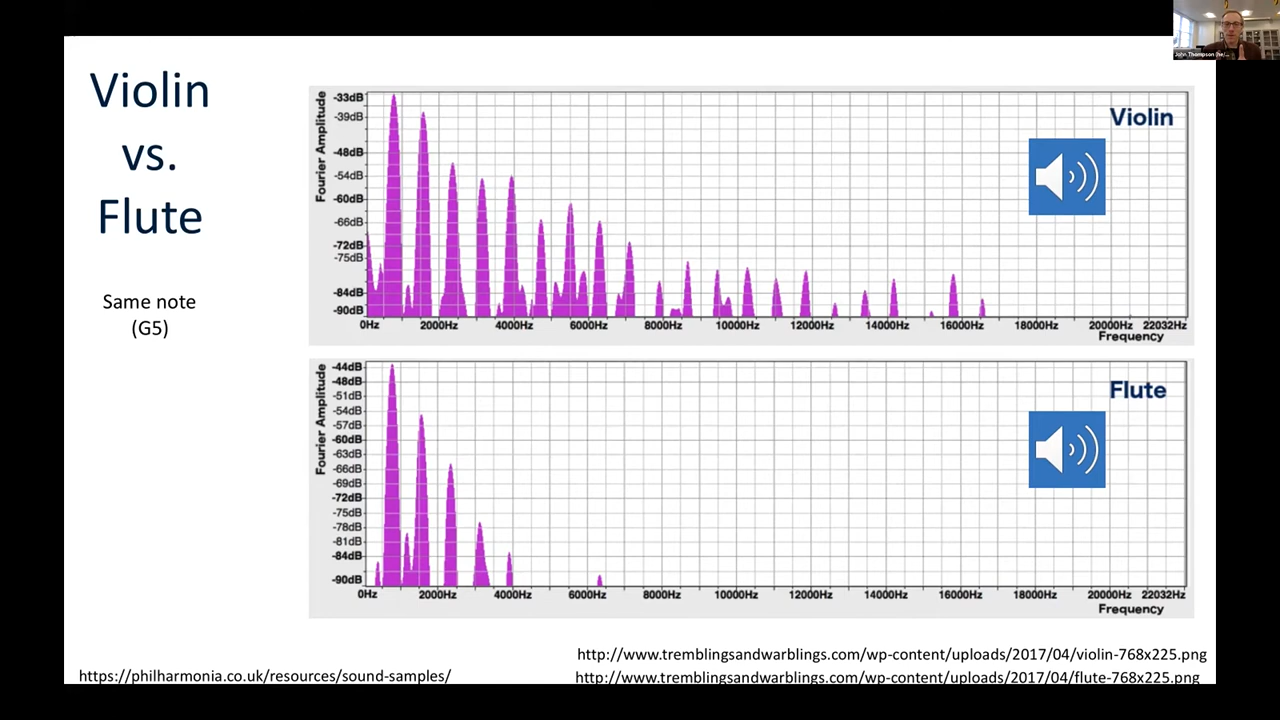 Violin
vs.
Flute
Same note
(G5)
Violin
Fourier Amplitude
-33dB
-39dB
-48dB
-54dB
-60dB
-66dB
-72dB
-75dB
-84dB
-90dB
0Hz 2000Hz 4000Hz 6000Hz 8000Hz 10000Hz 12000Hz 14000Hz 16000Hz 18000Hz 20000Hz 22032Hz
Frequency
Flute
Fourier Amplitude
-44dB
-48dB
-51dB
-54dB
-57dB
-60dB
-63dB
-66dB
-69dB
-72dB
-75dB
-78dB
-81dB
-84dB
-90dB
0Hz 2000Hz 4000Hz 6000Hz 8000Hz 10000Hz 12000Hz 14000Hz 16000Hz 18000Hz 20000Hz 22032Hz
Frequency
http://www.tremblingsandwarblings.com/wp-content/uploads/2017/04/violin-768x225.png
https://philharmonia.co.uk/resources/sound-samples/
http://www.tremblingsandwarblings.com/wp-content/uploads/2017/04/flute-768x225.png
John Thompson